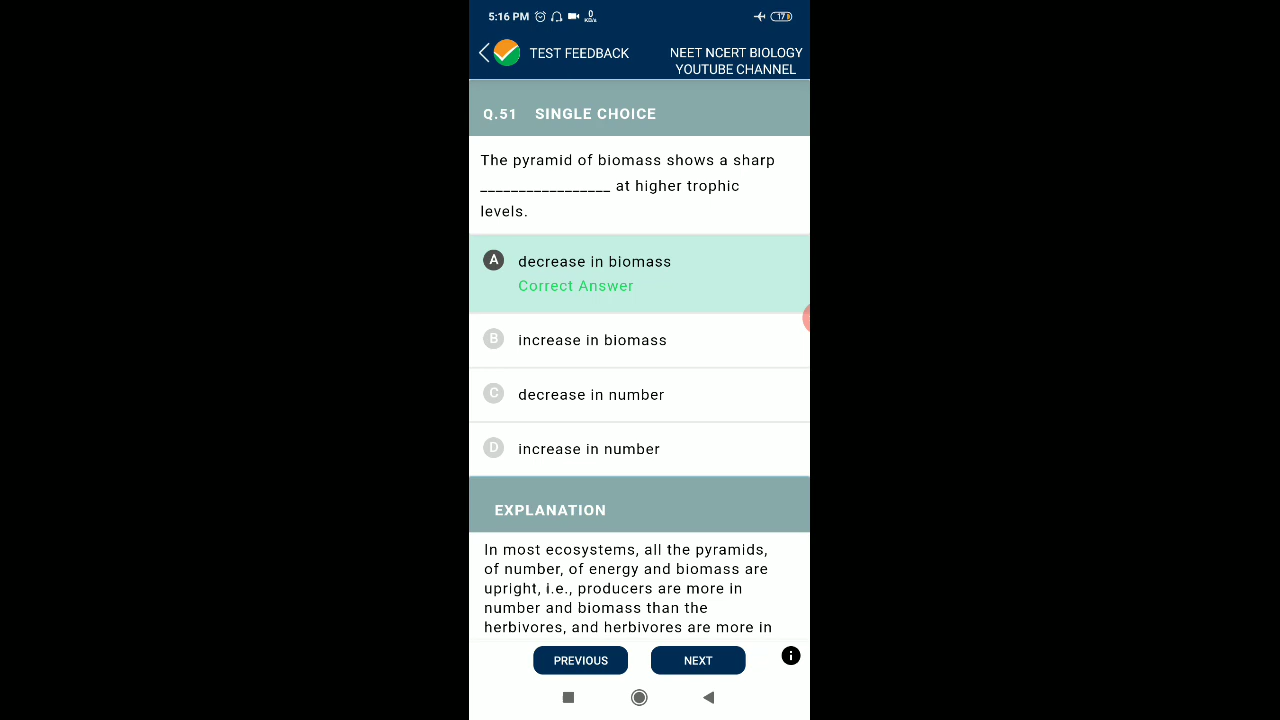 5:16 PM 0 KB/s 17
TEST FEEDBACK
NEET NCERT BIOLOGY
YOUTUBE CHANNEL
Q.51 SINGLE CHOICE
The pyramid of biomass shows a sharp
_________________ at higher trophic
levels.
A decrease in biomass
Correct Answer
B increase in biomass
C decrease in number
D increase in number
EXPLANATION
In most ecosystems, all the pyramids,
of number, of energy and biomass are
upright, i.e., producers are more in
number and biomass than the
herbivores, and herbivores are more in
PREVIOUS NEXT i